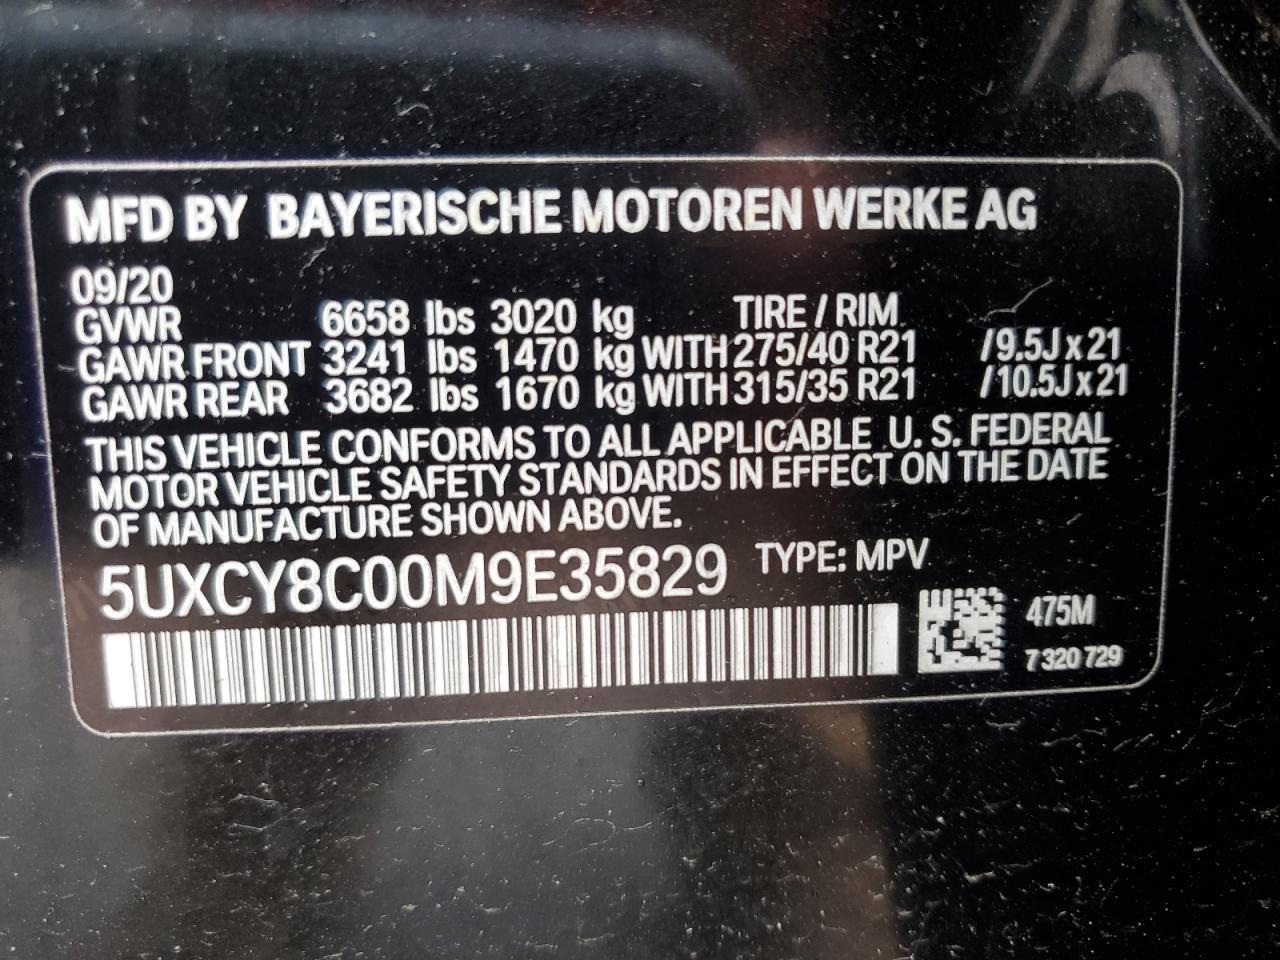 MFD BY BAYERISCHE MOTOREN WERKE AG
09/20
GVWR 6658 lbs 3020 kg TIRE / RIM
GAWR FRONT 3241 lbs 1470 kg WITH 275/40 R21 /9.5J x 21
GAWR REAR 3682 lbs 1670 kg WITH 315/35 R21 /10.5J x 21
THIS VEHICLE CONFORMS TO ALL APPLICABLE U. S. FEDERAL
MOTOR VEHICLE SAFETY STANDARDS IN EFFECT ON THE DATE
OF MANUFACTURE SHOWN ABOVE.
5UXCY8C00M9E35829 TYPE: MPV
475M
7 320 729